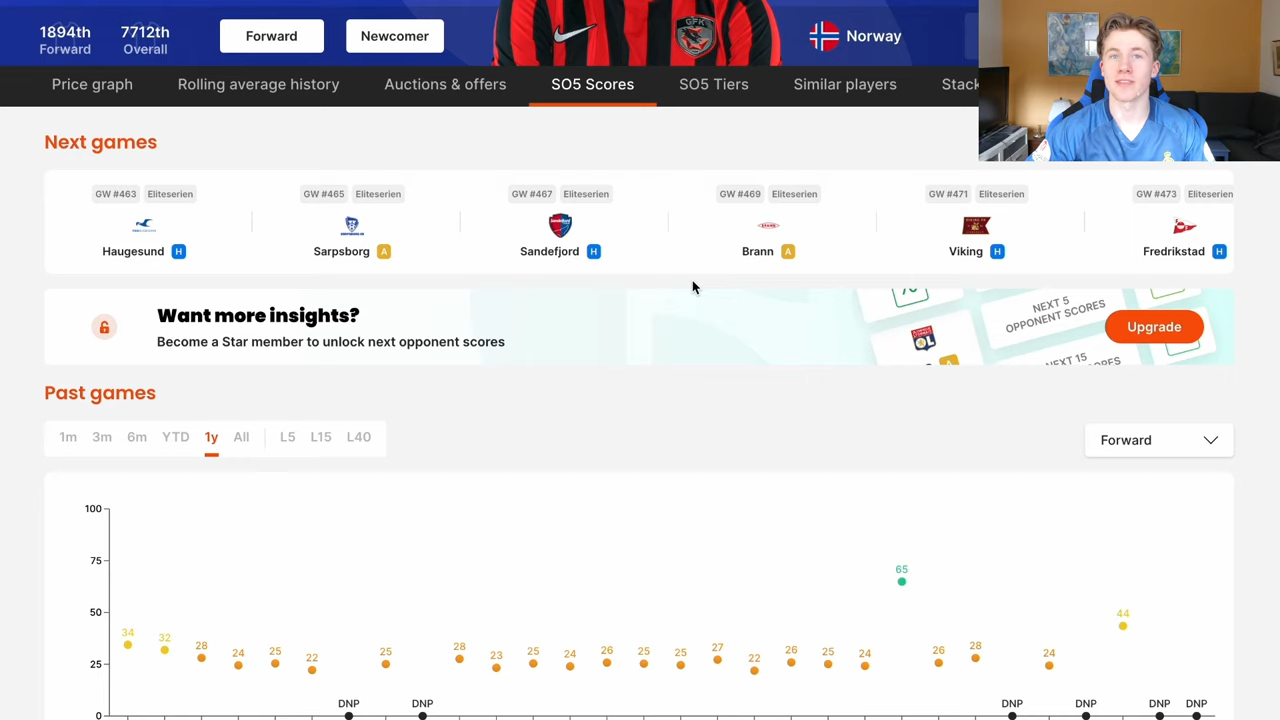 1894th 7712th
Forward Overall
Forward Newcomer
Norway
Price graph Rolling average history Auctions & offers SO5 Scores SO5 Tiers Similar players Stack
Next games
GW #463 Eliteserien GW #465 Eliteserien GW #467 Eliteserien GW #469 Eliteserien GW #471 Eliteserien GW #473 Eliteserien
Haugesund H Sarpsborg A Sandefjord H Brann A Viking H Fredrikstad H
Want more insights?
Become a Star member to unlock next opponent scores
NEXT 5
OPPONENT SCORES
NEXT 15
Upgrade
Past games
1m 3m 6m YTD 1y All L5 L15 L40
Forward
100
75
50
25
0
34 32 28 24 25 22 DNP 25 DNP 28 23 25 24 26 25 25 27 22 26 25 24 65 26 28 DNP 24 DNP 44 DNP DNP